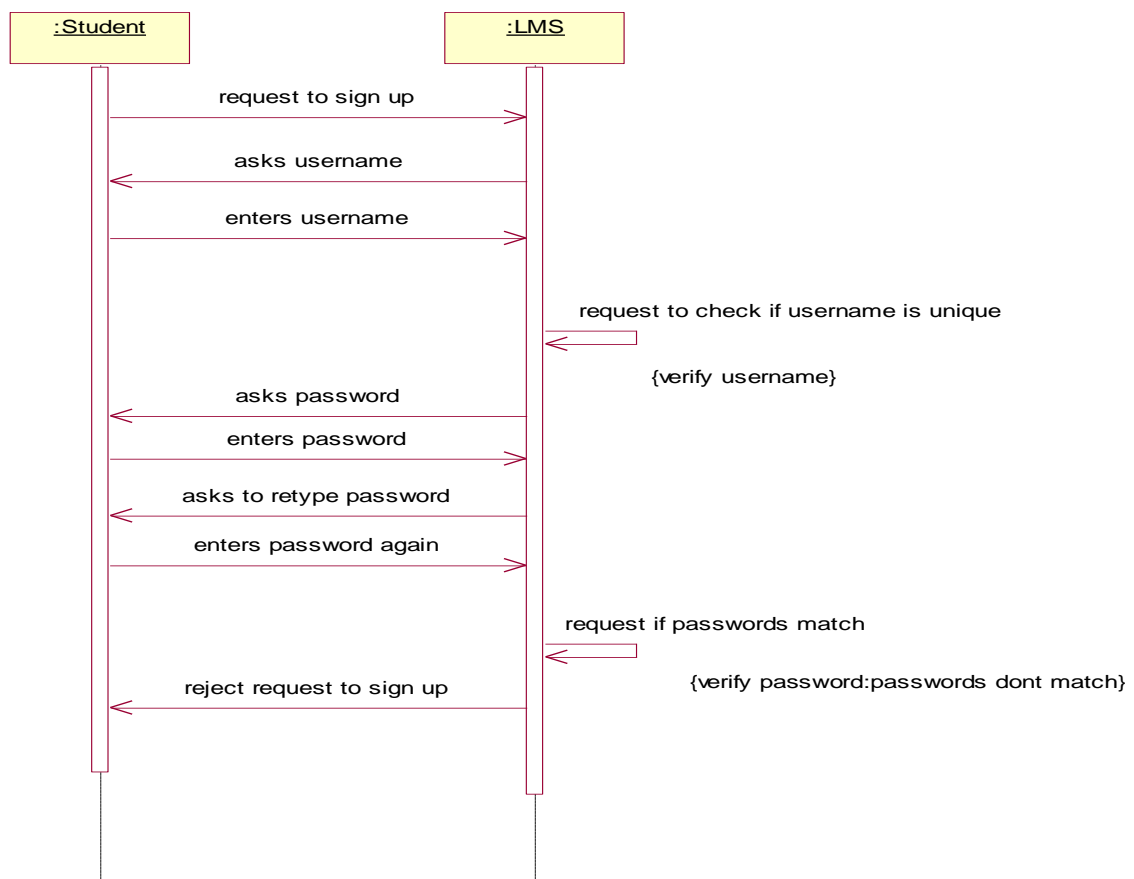 :Student
:LMS
request to sign up
asks username
enters username
request to check if username is unique
{verify username}
asks password
enters password
asks to retype password
enters password again
request if passwords match
{verify password:passwords dont match}
reject request to sign up